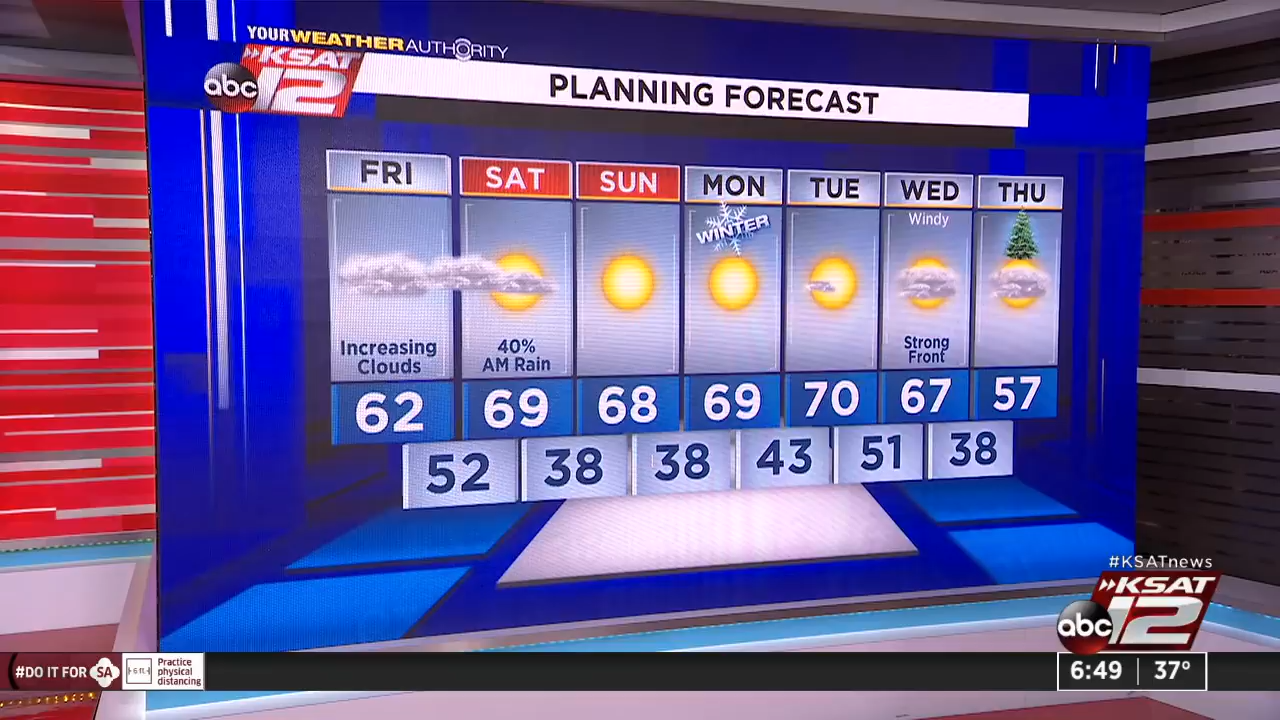 YOUR WEATHER AUTHORITY
KSAT
abc 12
PLANNING FORECAST
FRI SAT SUN MON TUE WED THU
WINTER
Windy
Increasing Clouds
40% AM Rain
Strong Front
62 69 68 69 70 67 57
52 38 38 43 51 38
#KSATnews
KSAT
abc 12
#DO IT FOR SA
6 ft.
Practice
physical
distancing
6:49 37°